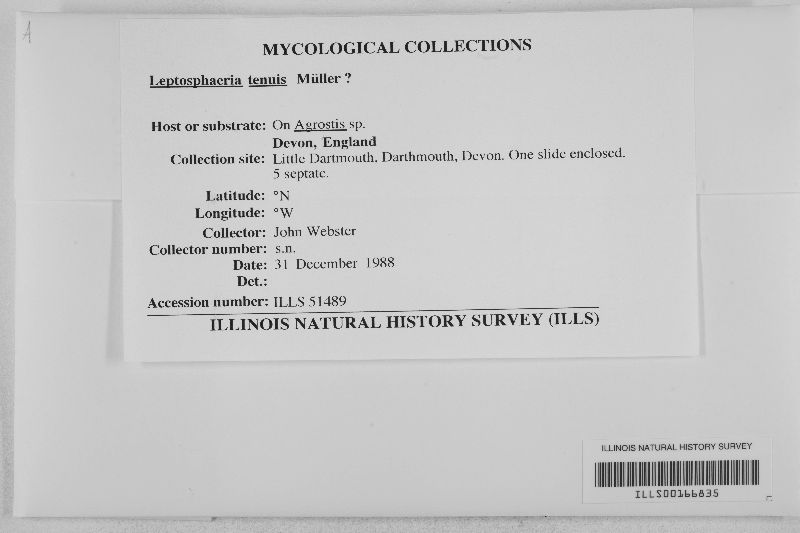 A
MYCOLOGICAL COLLECTIONS
Leptosphaeria tenuis Müller ?
Host or substrate: On Agrostis sp.
Devon, England
Collection site: Little Dartmouth, Darthmouth, Devon. One slide enclosed.
5 septate.
Latitude: °N
Longitude: °W
Collector: John Webster
Collector number: s.n.
Date: 31 December 1988
Det.:
Accession number: ILLS 51489
ILLINOIS NATURAL HISTORY SURVEY (ILLS)
ILLINOIS NATURAL HISTORY SURVEY
ILLS00166835